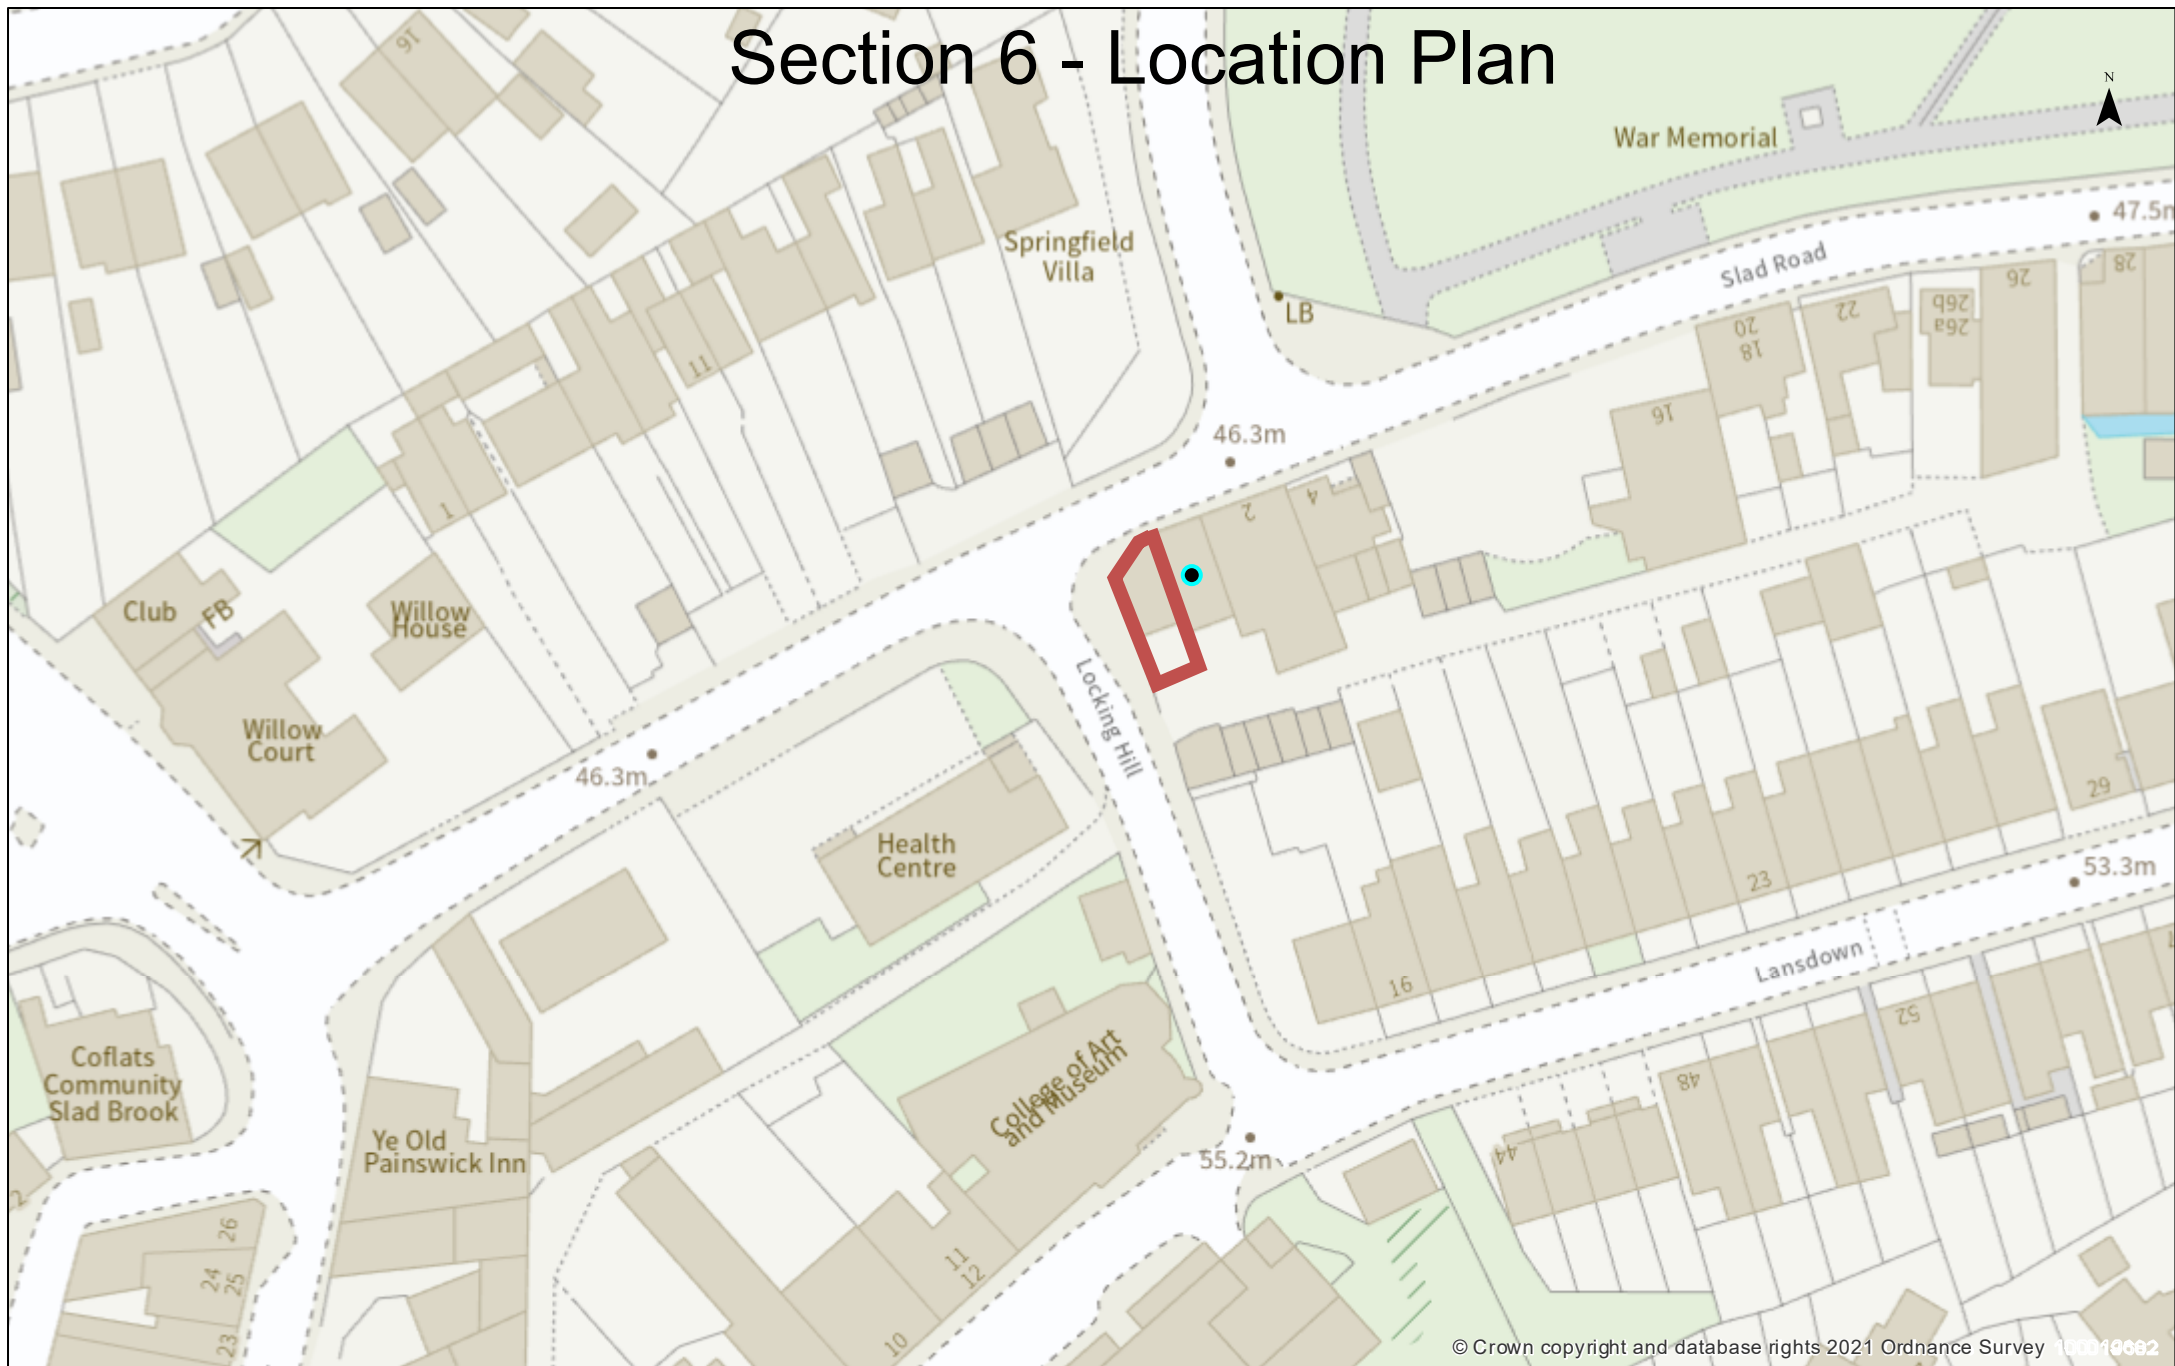 Section 6 - Location Plan
N
16
War Memorial
47.5m
Springfield
Villa
Slad Road
LB
28
26
26b
26a
22
20
18
16
11
46.3m
1
2
4
Club
FB
Willow
House
Locking Hill
Willow
Court
46.3m
29
Health
Centre
53.3m
23
Lansdown
16
52
Coflats
Community
Slad Brook
College of Art
and Museum
48
Ye Old
Painswick Inn
44
55.2m
2
26
24
25
23
11
12
10
© Crown copyright and database rights 2021 Ordnance Survey